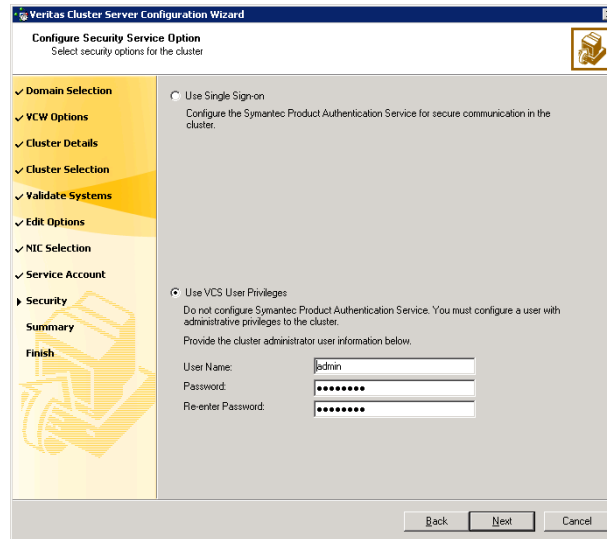 Veritas Cluster Server Configuration Wizard
Configure Security Service Option
Select security options for the cluster
Domain Selection
VCW Options
Cluster Details
Cluster Selection
Validate Systems
Edit Options
NIC Selection
Service Account
Security
Summary
Finish
Use Single Sign-on
Configure the Symantec Product Authentication Service for secure communication in the
cluster.
Use VCS User Privileges
Do not configure Symantec Product Authentication Service. You must configure a user with
administrative privileges to the cluster.
Provide the cluster administrator user information below.
User Name: admin
Password: ●●●●●●●●
Re-enter Password: ●●●●●●●●
Back Next Cancel